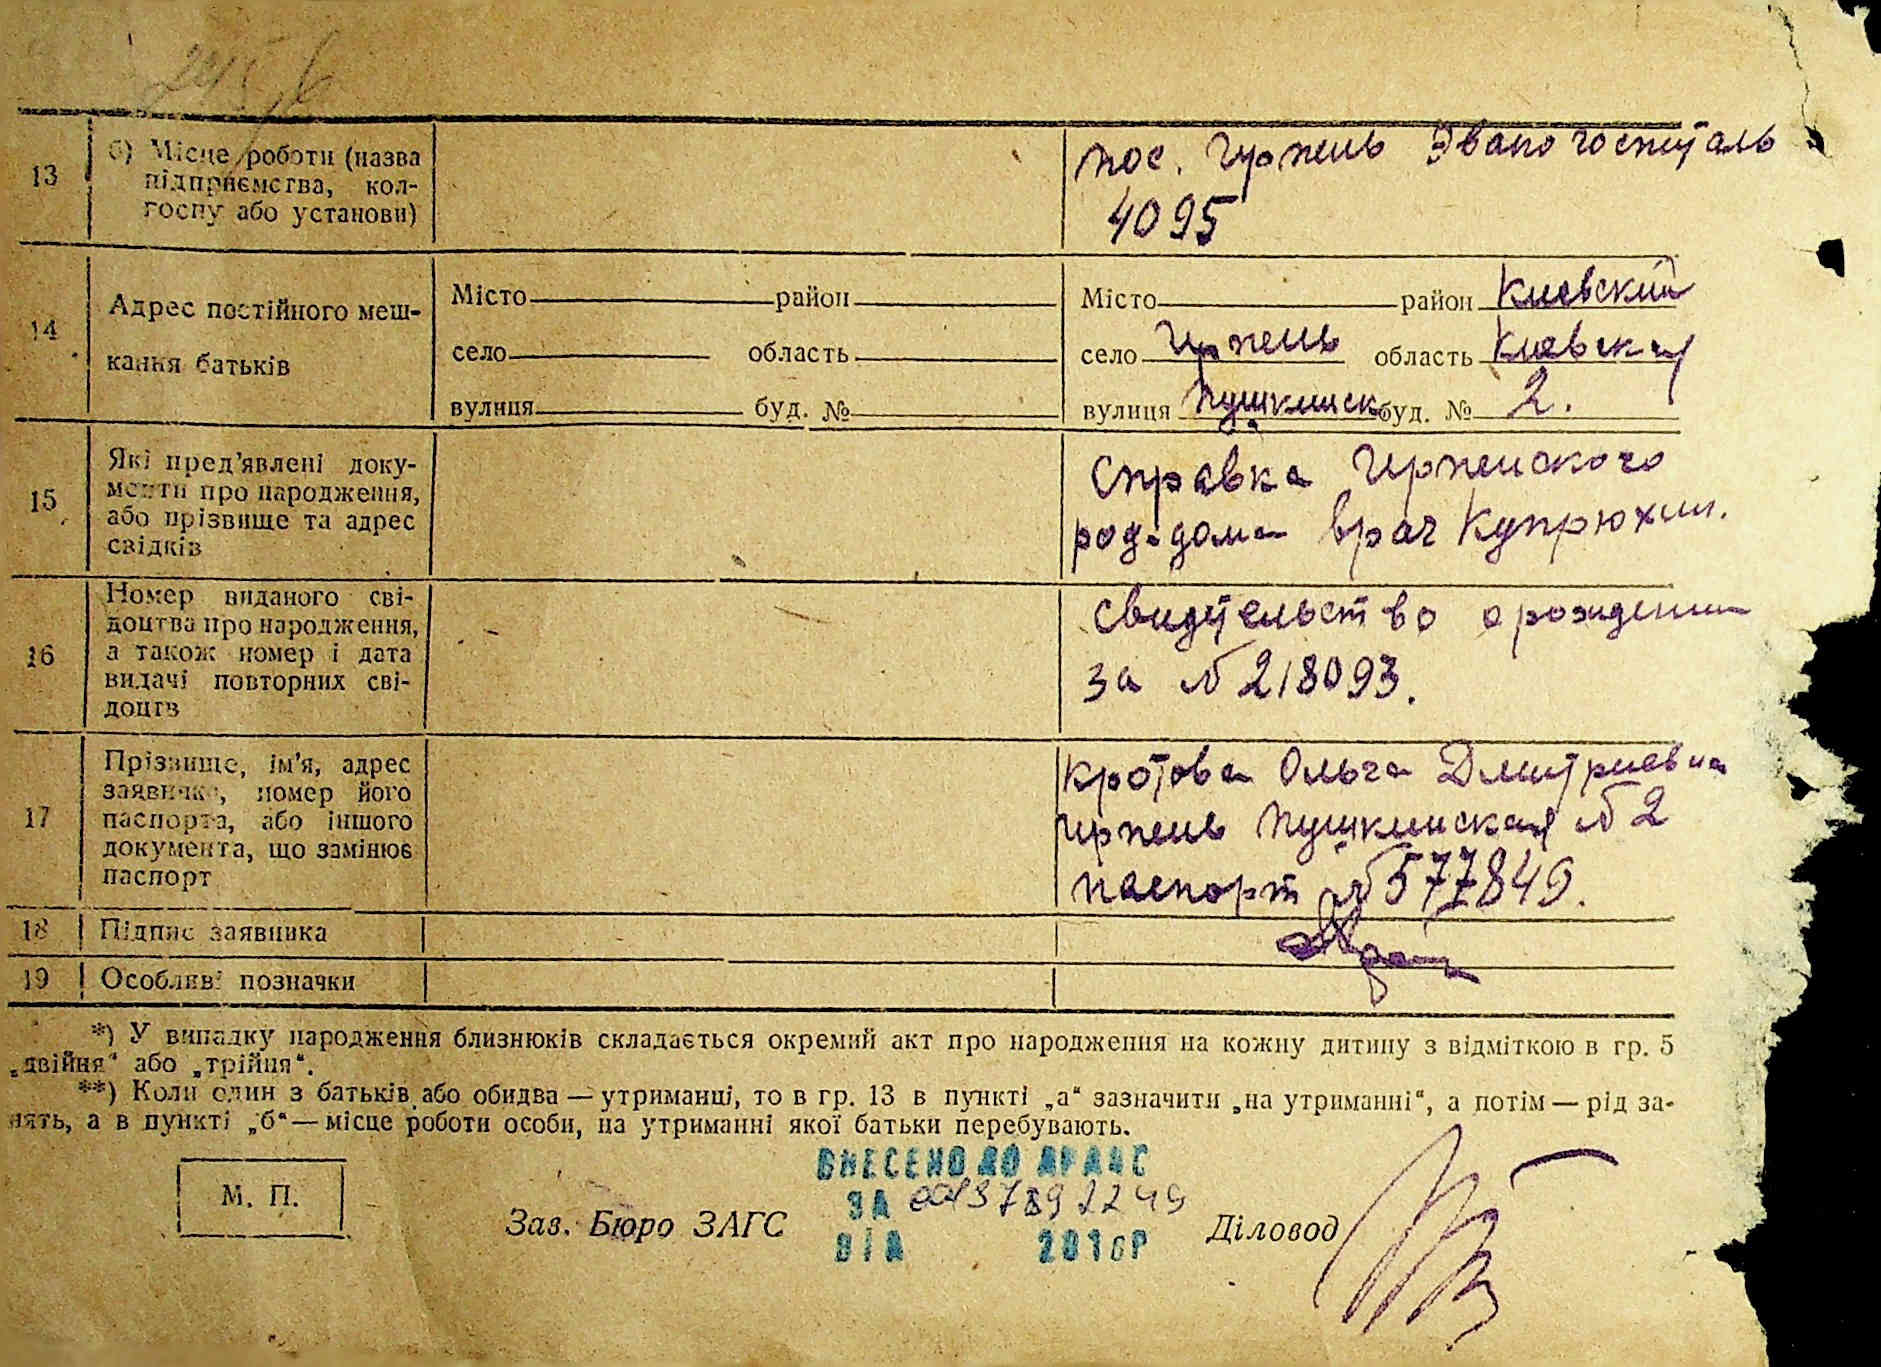 13 б) Місце роботи (назва
підприємства, кол-
госпу або установи)
пос. Ирпень Эвакогоспиталь
4095
14 Адрес постійного меш-
кання батьків
Місто район
село область
вулиця буд. №
Місто район Киевский
село Ирпень область Киевская
вулиця Пушкинск буд. № 2.
15 Які пред’явлені доку-
менти про народження,
або прізвище та адрес
свідків
Справка Ирпенского
род.дома врач Купрюхин.
16 Номер виданого сві-
доцтва про народження,
а також номер і дата
видачі повторних сві-
доцтв
свидетельство о рождении
за № 218093.
17 Прізвище, ім’я, адрес
заявника, номер його
паспорта, або іншого
документа, що замінює
паспорт
Кротова Ольга Дмитриевна
Ирпень Пушкинская № 2
паспорт № 577849.
18 Підпис заявника
19 Особливі позначки
*) У випадку народження близнюків складається окремий акт про народження на кожну дитину з відміткою в гр. 5
„двійня“ або „трійня“.
**) Коли один з батьків або обидва — утриманці, то в гр. 13 в пункті „а“ зазначити „на утриманні“, а потім — рід за-
нять, а в пункті „б“ — місце роботи особи, на утриманні якої батьки перебувають.
ВНЕСЕНО ДО ДРАЦС
М. П.
ЗА
Зав. Бюро ЗАГС
Діловод
ВІД